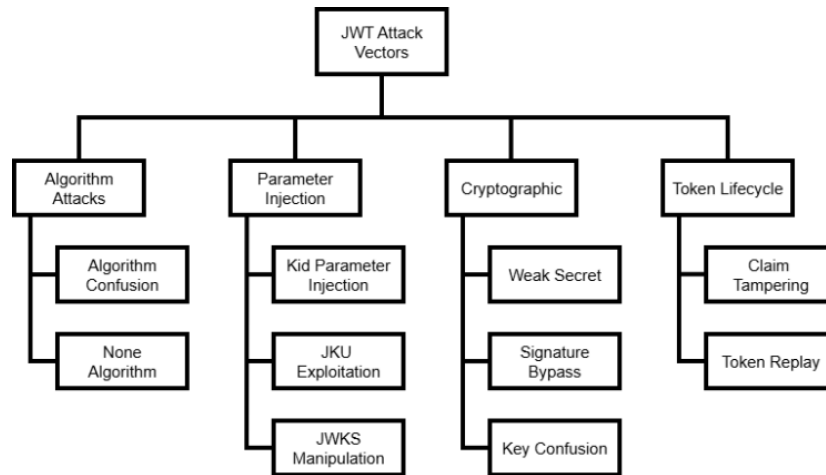 JWT Attack
Vectors
Algorithm
Attacks
Parameter
Injection
Cryptographic
Token Lifecycle
Algorithm
Confusion
Kid Parameter
Injection
Weak Secret
Claim
Tampering
None
Algorithm
JKU
Exploitation
Signature
Bypass
Token Replay
JWKS
Manipulation
Key Confusion